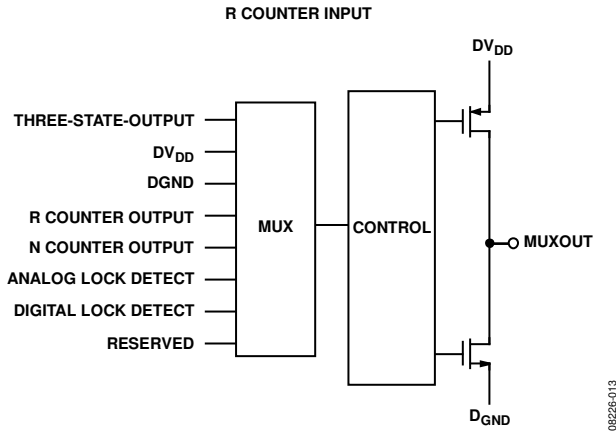 R COUNTER INPUT
DVDD
THREE-STATE-OUTPUT
DVDD
DGND
R COUNTER OUTPUT
N COUNTER OUTPUT
ANALOG LOCK DETECT
DIGITAL LOCK DETECT
RESERVED
MUX
CONTROL
MUXOUT
DGND
08226-013